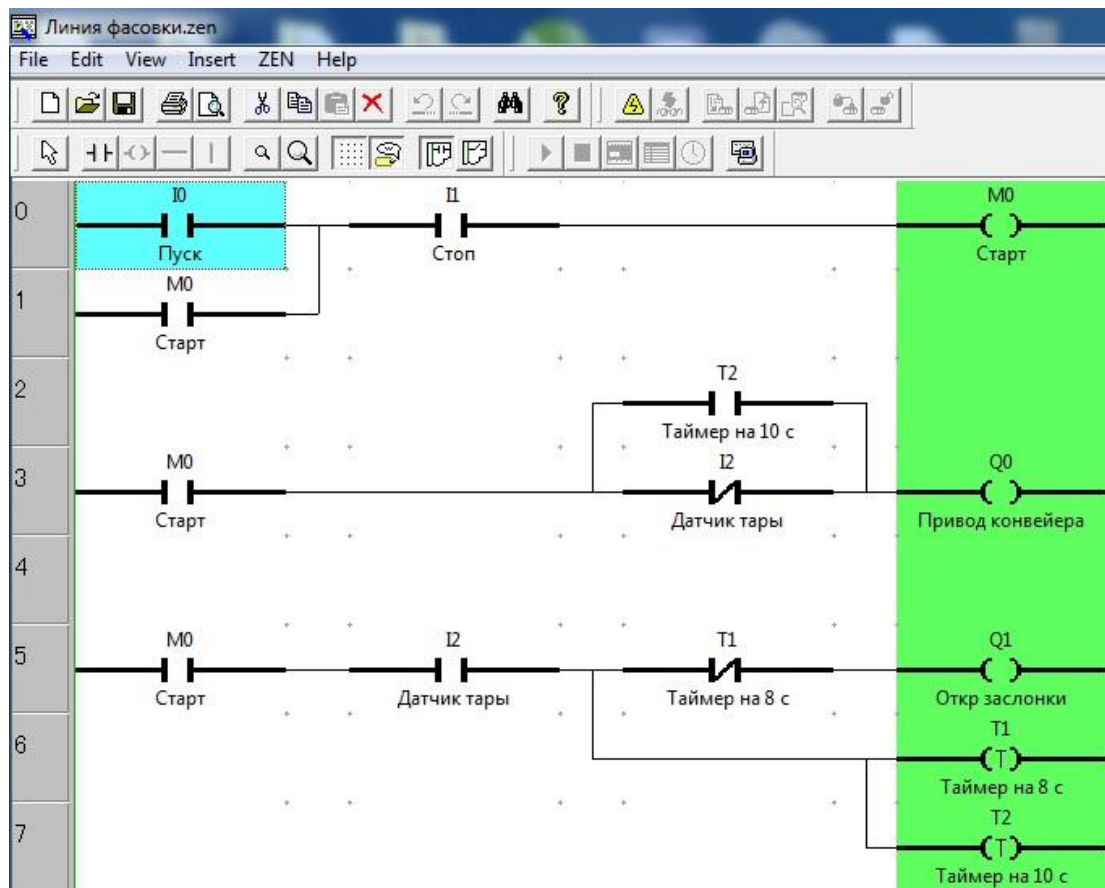 Линия фасовки.zen
File Edit View Insert ZEN Help
0 I0 I1 M0
Пуск Стоп Старт
1 M0
Старт
2 T2
Таймер на 10 с
3 M0 I2 Q0
Старт Датчик тары Привод конвейера
4
5 M0 I2 T1 Q1
Старт Датчик тары Таймер на 8 с Откр заслонки
6 T1
(T)
Таймер на 8 с
7 T2
(T)
Таймер на 10 с